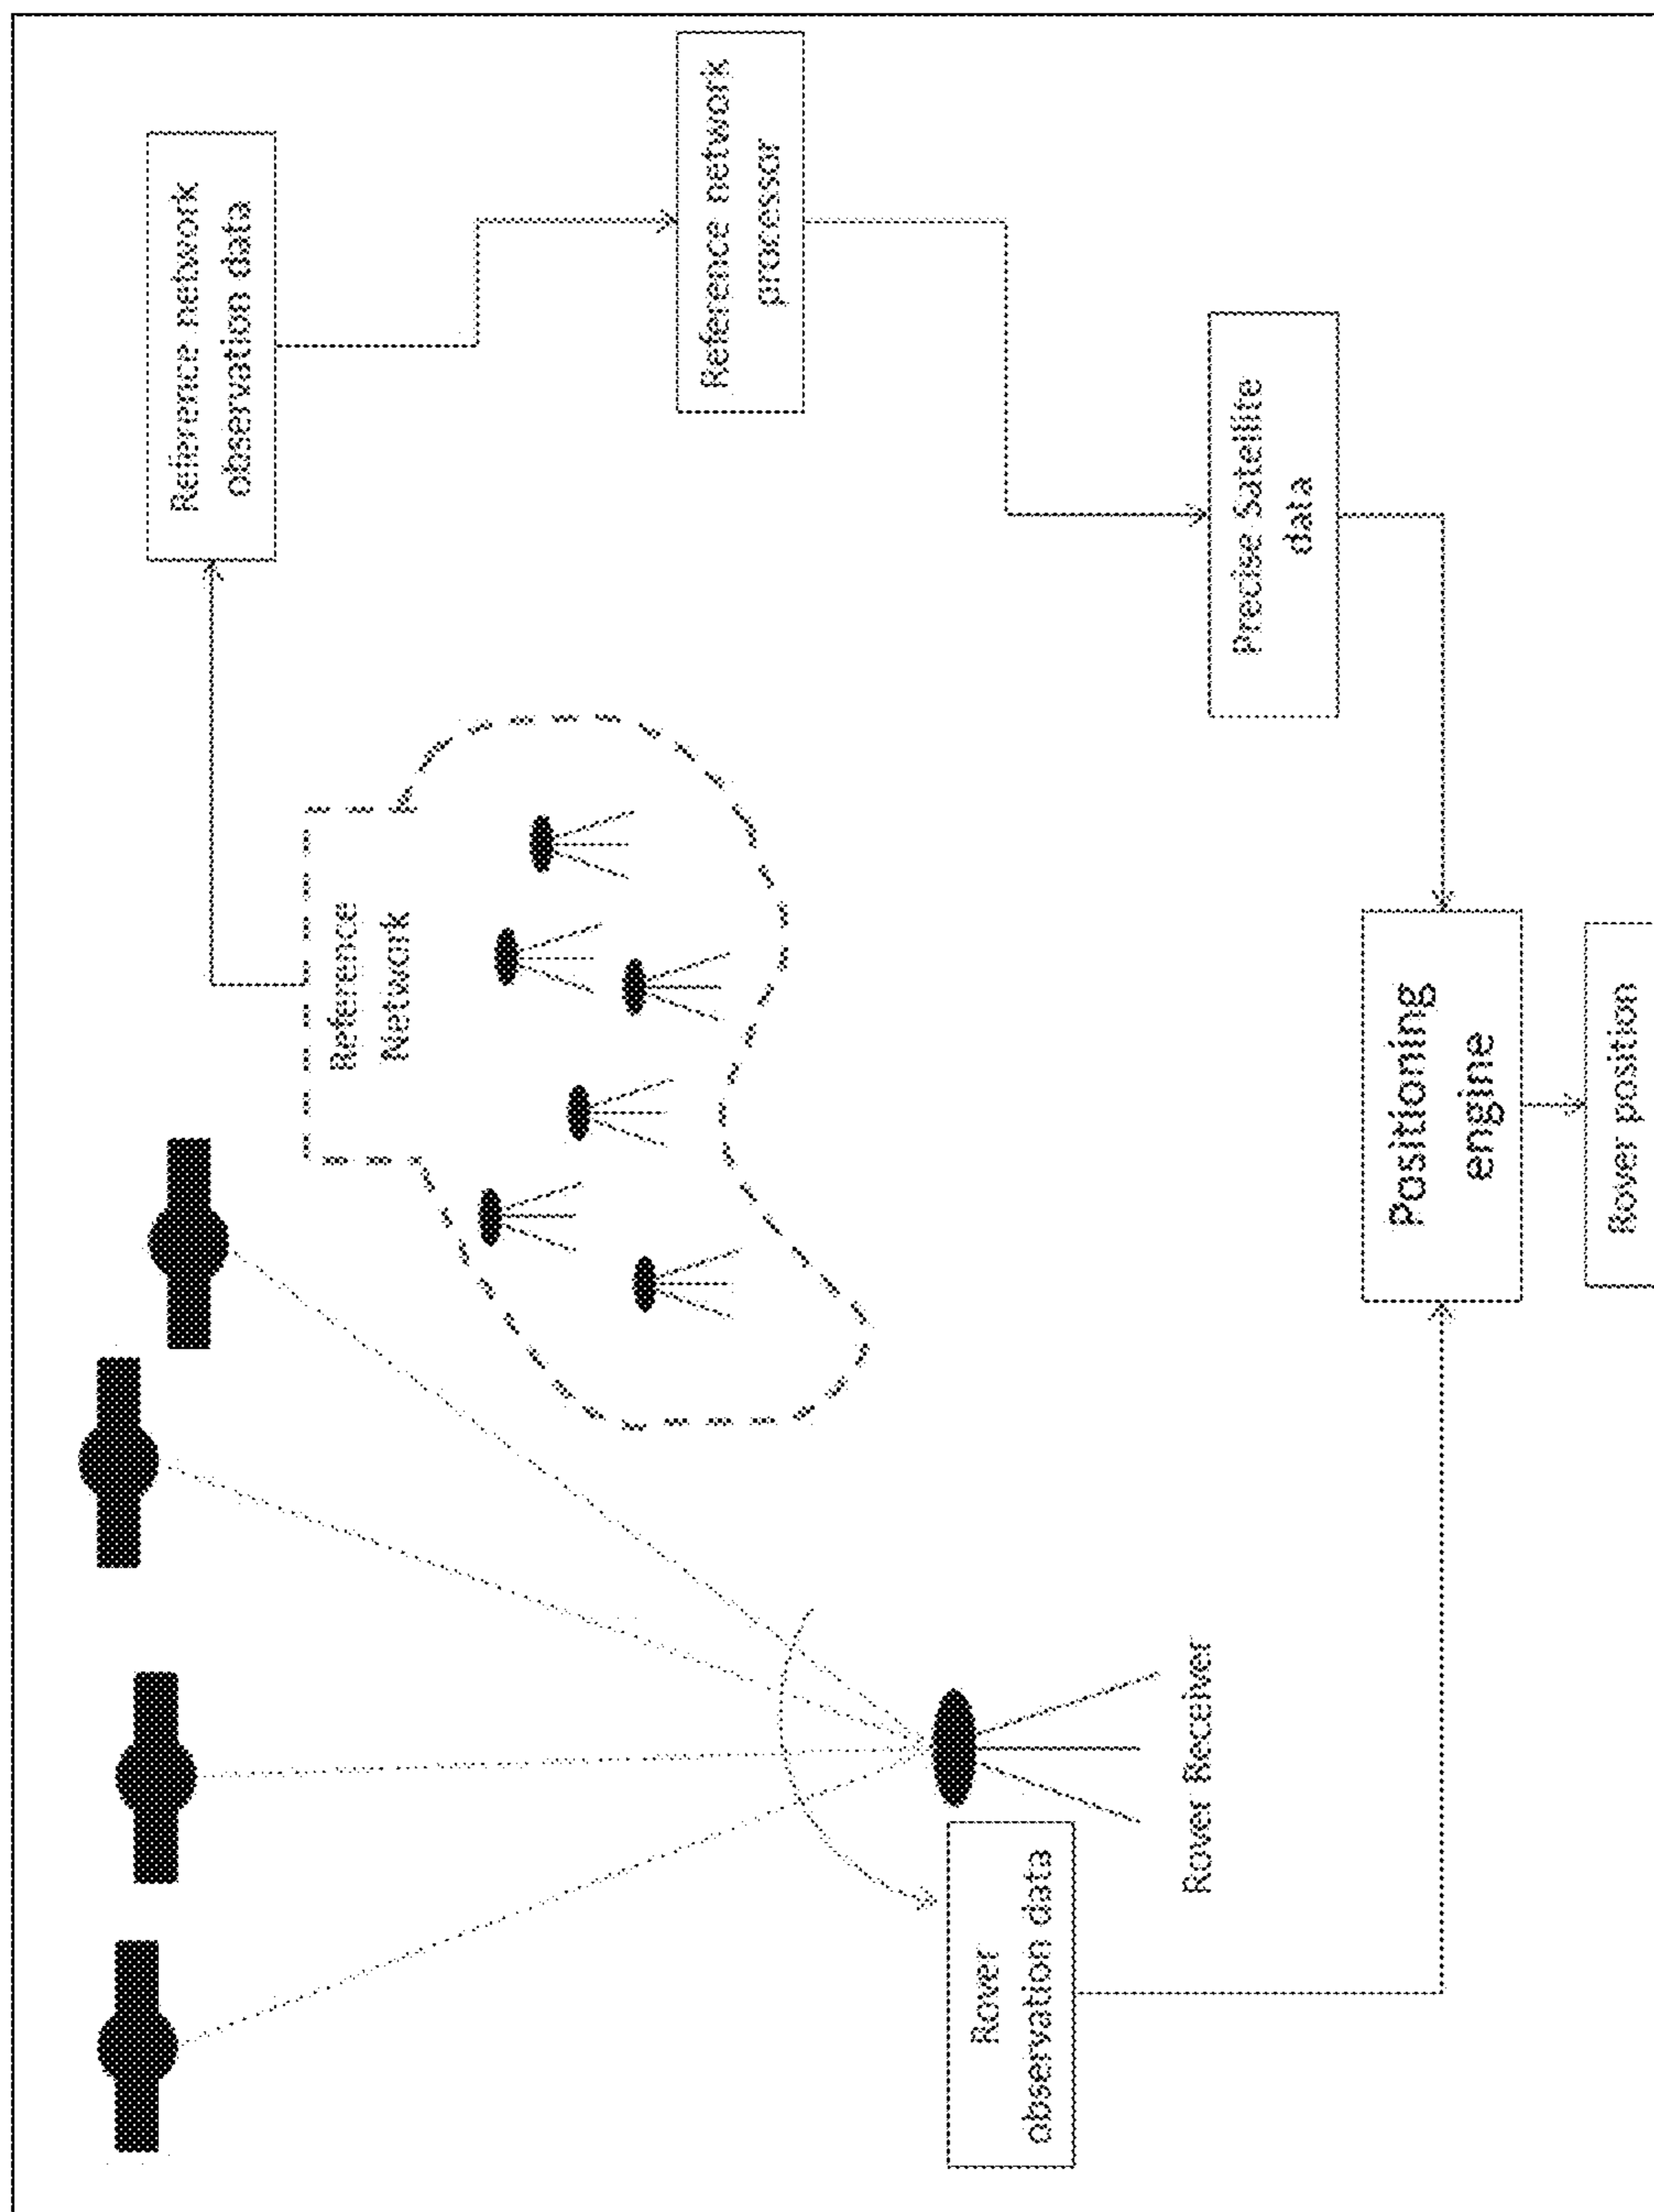 Reference network
observation data
Reference network
processor
Reference
Network
Precise Satellite
data
Positioning
engine
Rover position
Rover Receiver
Rover
observation data